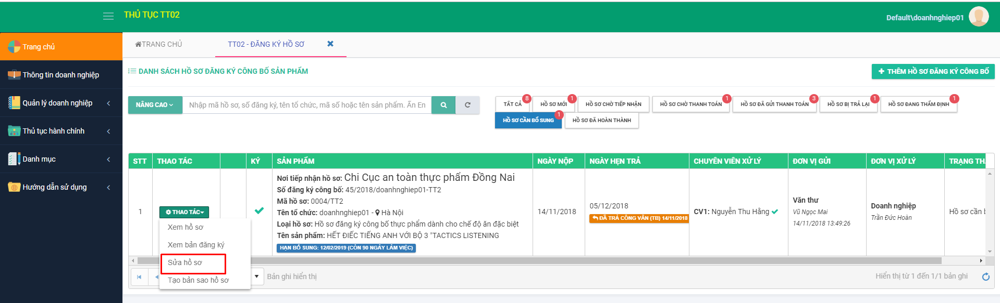 THỦ TỤC TT02
Default\doanhnghiep01
Trang chủ
Thông tin doanh nghiệp
Quản lý doanh nghiệp
Thủ tục hành chính
Danh mục
Hướng dẫn sử dụng
TRANG CHỦ
TT02 - ĐĂNG KÝ HỒ SƠ
DANH SÁCH HỒ SƠ ĐĂNG KÝ CÔNG BỐ SẢN PHẨM
THÊM HỒ SƠ ĐĂNG KÝ CÔNG BỐ
NÂNG CAO
Nhập mã hồ sơ, số đăng ký, tên tổ chức, mã số hoặc tên sản phẩm. Ấn En
TẤT CẢ 8
HỒ SƠ MỚI 1
HỒ SƠ CHỜ TIẾP NHẬN
HỒ SƠ CHỜ THANH TOÁN 1
HỒ SƠ ĐÃ GỬI THANH TOÁN 3
HỒ SƠ BỊ TRẢ LẠI 1
HỒ SƠ ĐANG THẨM ĐỊNH 1
HỒ SƠ CẦN BỔ SUNG 1
HỒ SƠ ĐÃ HOÀN THÀNH
STT THAO TÁC KÝ SẢN PHẨM NGÀY NỘP NGÀY HẸN TRẢ CHUYÊN VIÊN XỬ LÝ ĐƠN VỊ GỬI ĐƠN VỊ XỬ LÝ TRẠNG TH
1
THAO TÁC
Xem hồ sơ
Xem bản đăng ký
Sửa hồ sơ
Tạo bản sao hồ sơ
Nơi tiếp nhận hồ sơ: Chi Cục an toàn thực phẩm Đồng Nai
Số đăng ký công bố: 45/2018/doanhnghiep01-TT2
Mã hồ sơ: 0004/TT2
Tên tổ chức: doanhnghiep01 - Hà Nội
Loại hồ sơ: Hồ sơ đăng ký công bố thực phẩm dành cho chế độ ăn đặc biệt
Tên sản phẩm: HẾT ĐIẾC TIẾNG ANH VỚI BỘ 3 "TACTICS LISTENING
HẠN BỔ SUNG: 12/02/2019 (CÒN 90 NGÀY LÀM VIỆC)
14/11/2018
05/12/2018
ĐÃ TRẢ CÔNG VĂN (TB) 14/11/2018
CV1: Nguyễn Thu Hằng
Văn thư
Vũ Ngọc Mai
14/11/2018 13:49:26
Doanh nghiệp
Trần Đức Hoàn
Hồ sơ cần b
Bản ghi hiển thị
Hiển thị từ 1 đến 1/1 bản ghi